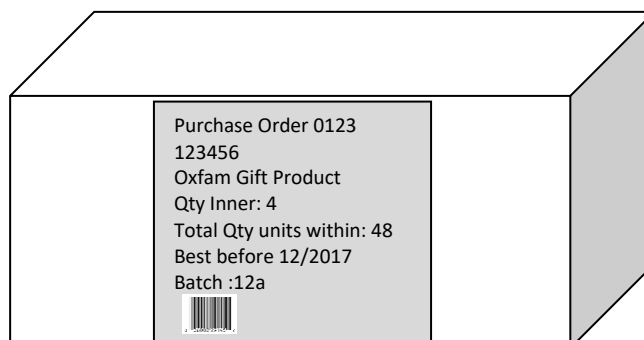 Purchase Order 0123
123456
Oxfam Gift Product
Qty Inner: 4
Total Qty units within: 48
Best before 12/2017
Batch :12a